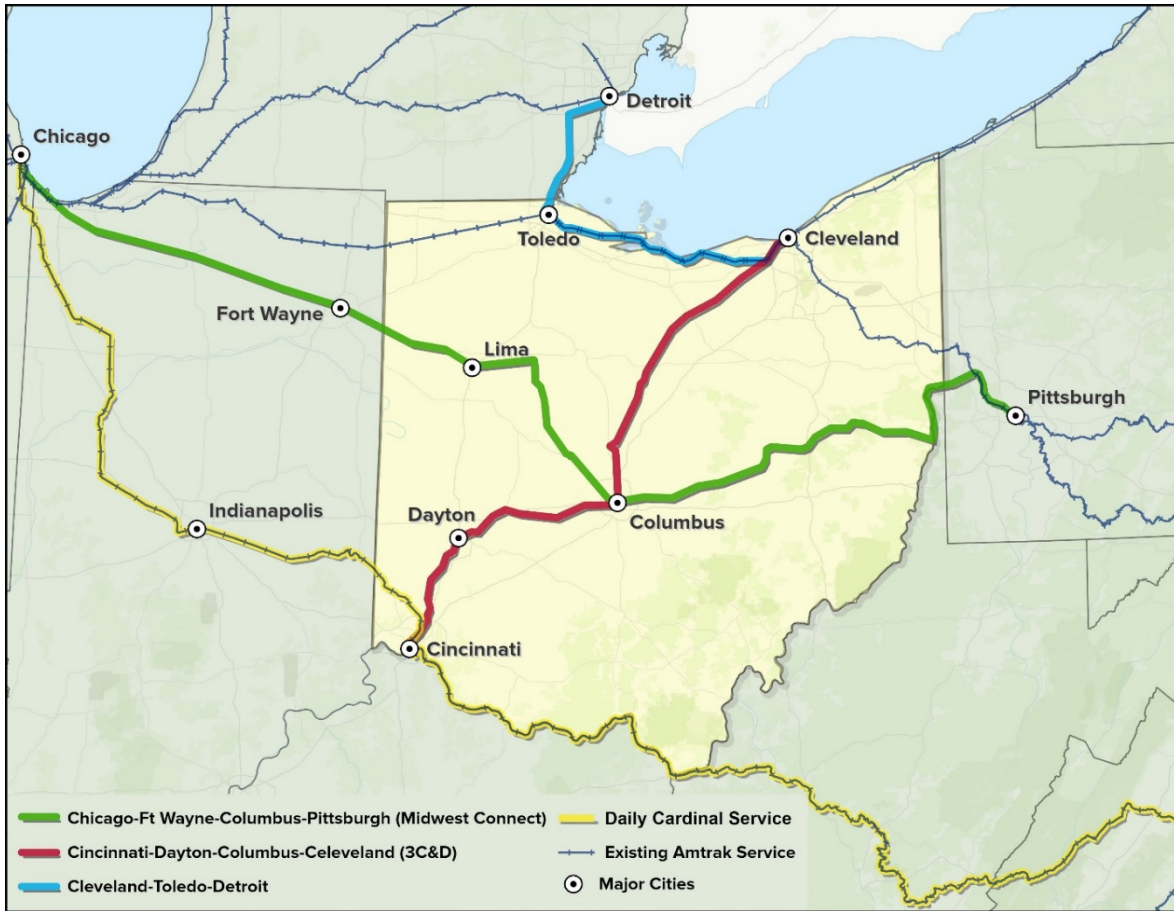 Detroit
Chicago
Toledo
Cleveland
Fort Wayne
Lima
Pittsburgh
Indianapolis
Dayton
Columbus
Cincinnati
Chicago-Ft Wayne-Columbus-Pittsburgh (Midwest Connect)
Daily Cardinal Service
Cincinnati-Dayton-Columbus-Celeveland (3C&D)
Existing Amtrak Service
Cleveland-Toledo-Detroit
Major Cities